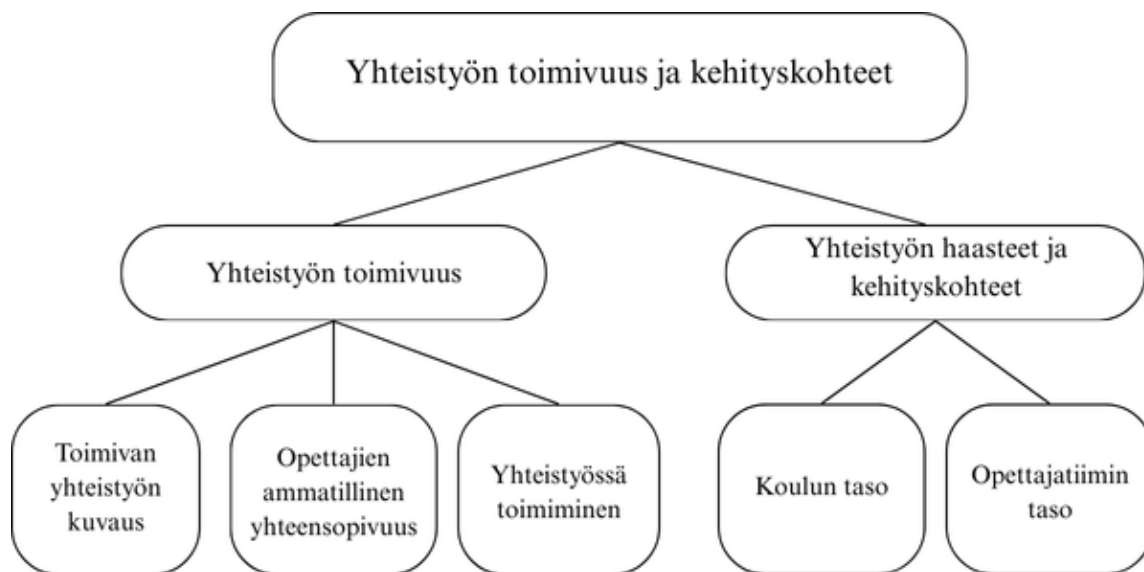 Yhteistyön toimivuus ja kehityskohteet
Yhteistyön toimivuus
Yhteistyön haasteet ja
kehityskohteet
Toimivan
yhteistyön
kuvaus
Opettajien
ammatillinen
yhteensopivuus
Yhteistyössä
toimiminen
Koulun taso
Opettajatiimin
taso